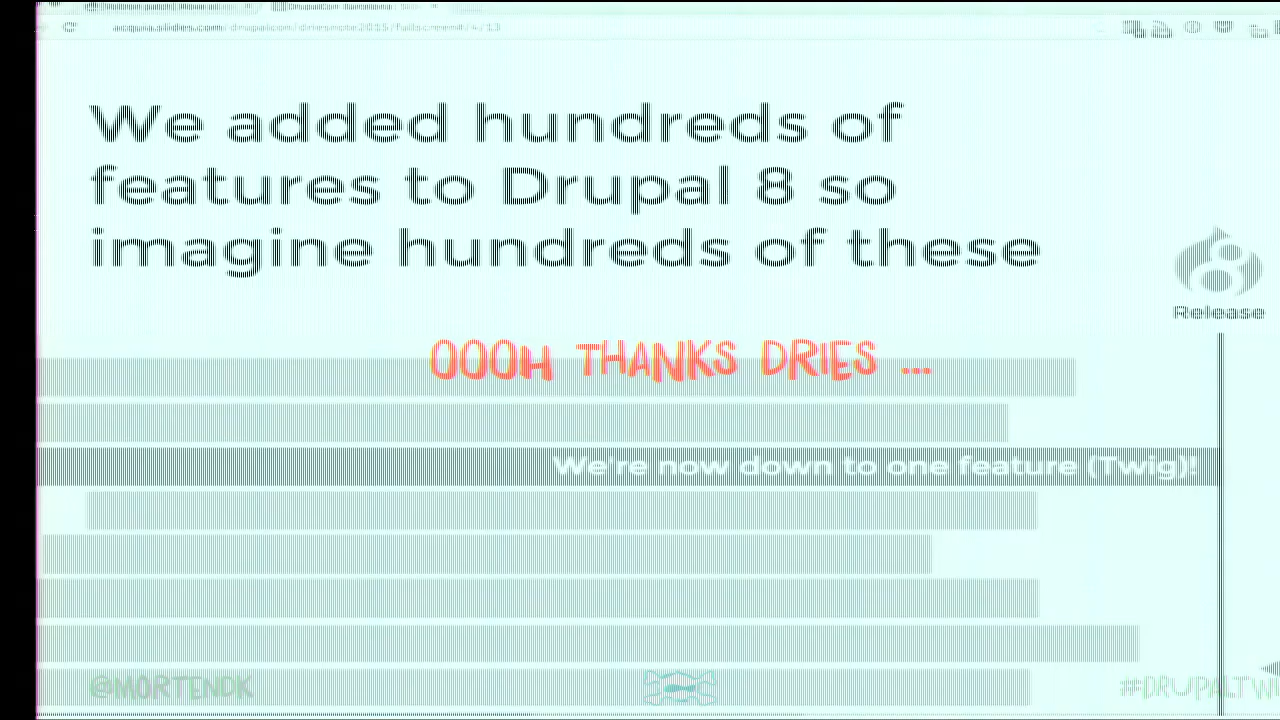 We added hundreds of
features to Drupal 8 so
imagine hundreds of these
Release
OOOH THANKS DRIES ...
We're now down to one feature (Twig)!
@MORTENDK